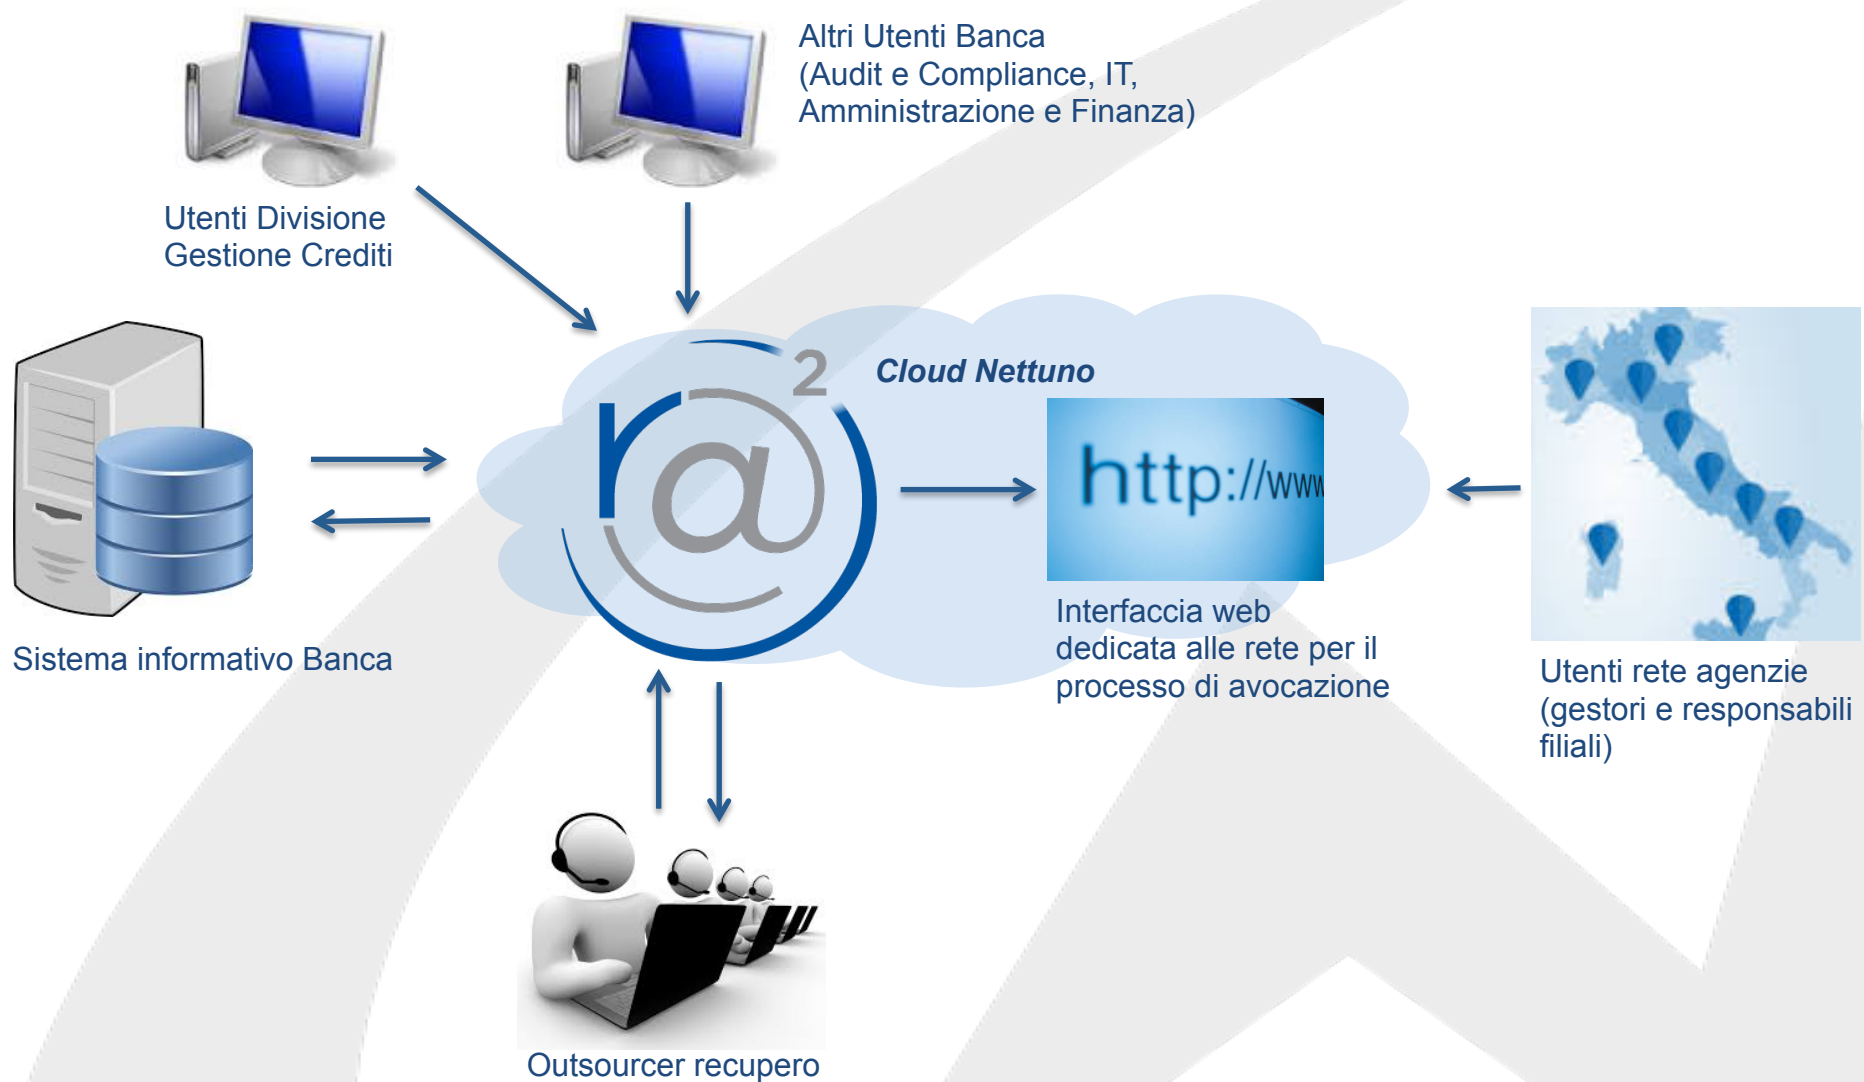 Altri Utenti Banca
(Audit e Compliance, IT,
Amministrazione e Finanza)
Utenti Divisione
Gestione Crediti
Cloud Nettuno
r@2
http://www
Sistema informativo Banca
Interfaccia web
dedicata alle rete per il
processo di avocazione
Utenti rete agenzie
(gestori e responsabili
filiali)
Outsourcer recupero